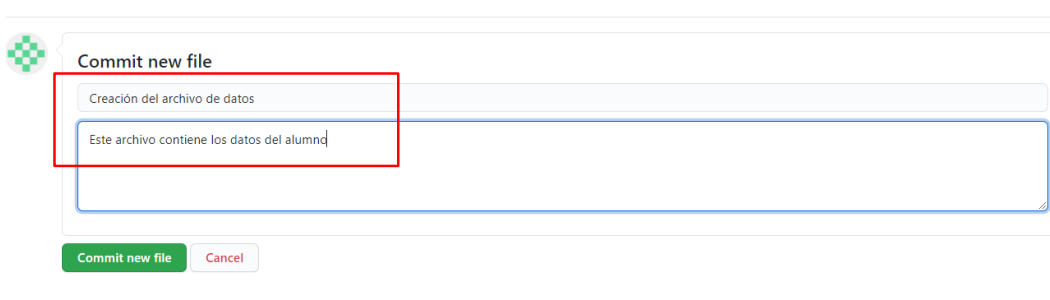 Commit new file
Creación del archivo de datos
Este archivo contiene los datos del alumno
Commit new file
Cancel